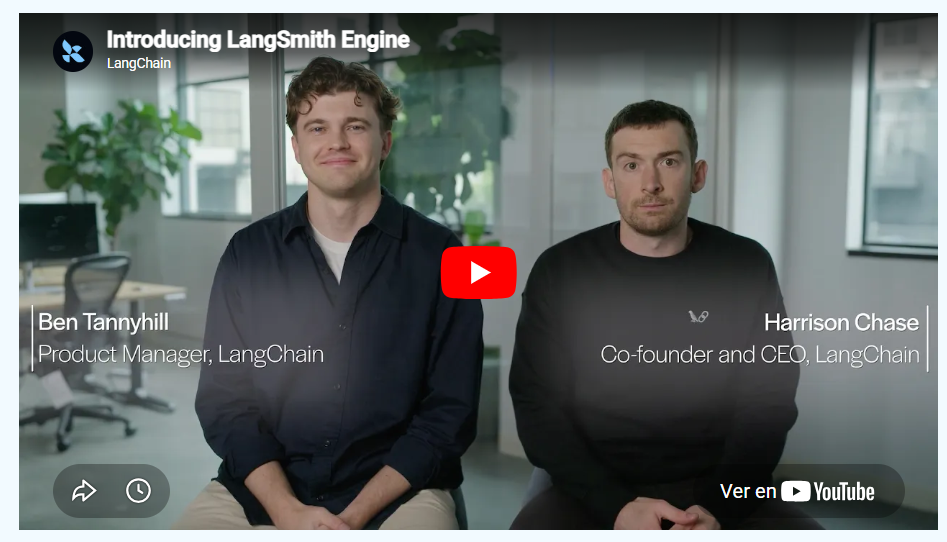 Introducing LangSmith Engine
LangChain
Ben Tannyhill
Product Manager, LangChain
Harrison Chase
Co-founder and CEO, LangChain
Ver en YouTube